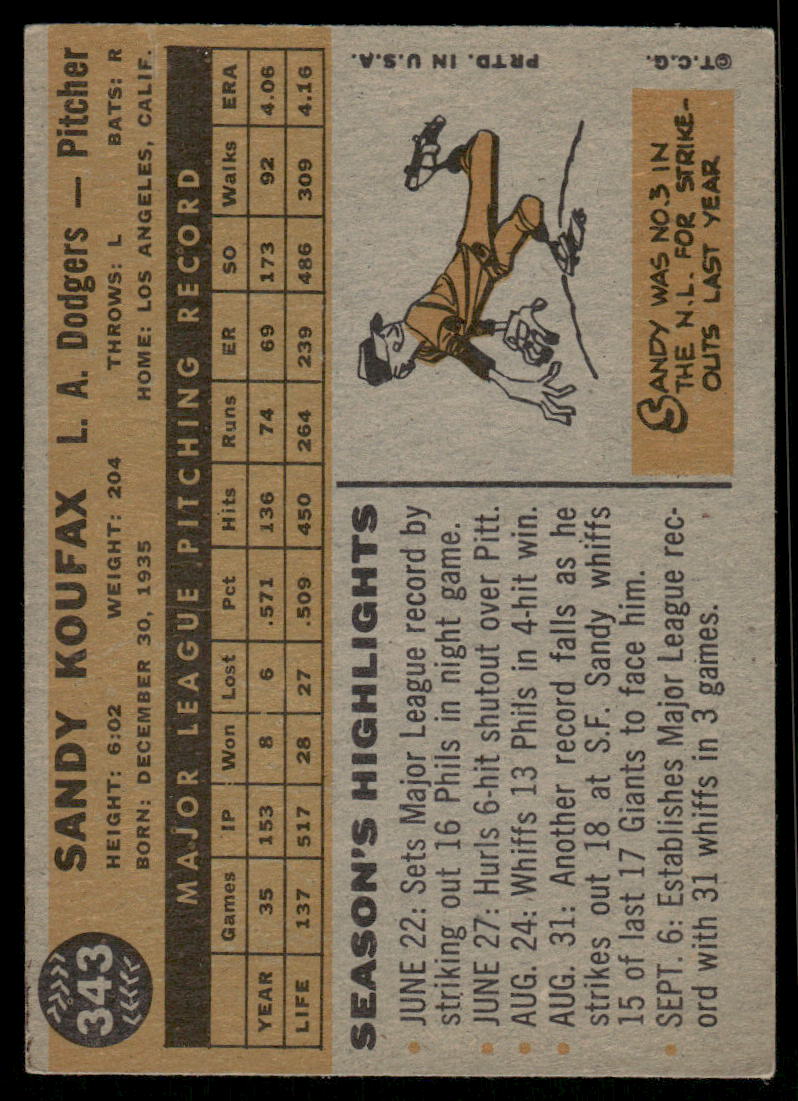 343
SANDY KOUFAX L. A. Dodgers — Pitcher
HEIGHT: 6:02 WEIGHT: 204 THROWS: L BATS: R
BORN: DECEMBER 30, 1935 HOME: LOS ANGELES, CALIF.
MAJOR LEAGUE PITCHING RECORD
Games IP Won Lost Pct Hits Runs ER SO Walks ERA
YEAR 35 153 8 6 .571 136 74 69 173 92 4.06
LIFE 137 517 28 27 .509 450 264 239 486 309 4.16
SEASON'S HIGHLIGHTS
• JUNE 22: Sets Major League record by
striking out 16 Phils in night game.
• JUNE 27: Hurls 6-hit shutout over Pitt.
• AUG. 24: Whiffs 13 Phils in 4-hit win.
• AUG. 31: Another record falls as he
strikes out 18 at S.F. Sandy whiffs
15 of last 17 Giants to face him.
• SEPT. 6: Establishes Major League rec-
ord with 31 whiffs in 3 games.
SANDY WAS NO.3 IN
THE N.L. FOR STRIKE-
OUTS LAST YEAR
©T.C.G. PRTD. IN U.S.A.